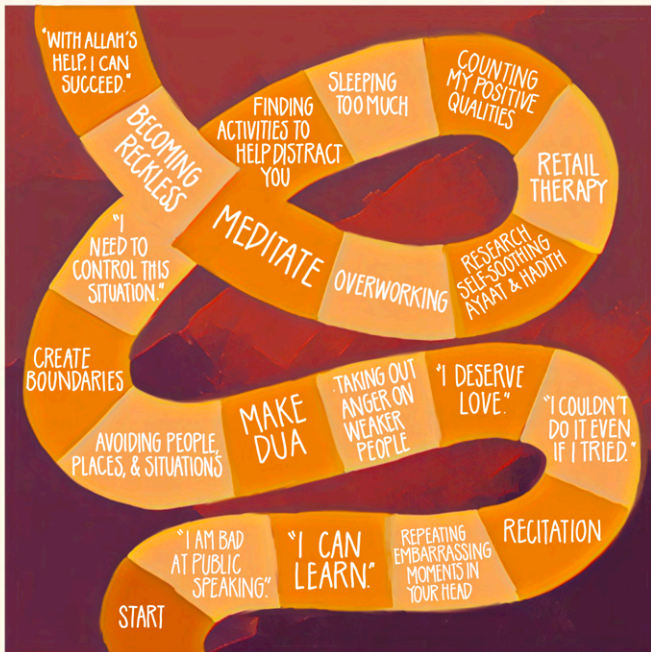 "WITH ALLAH'S
HELP, I CAN
SUCCEED."
BECOMING
RECKLESS
FINDING
ACTIVITIES TO
HELP DISTRACT
YOU
SLEEPING
TOO MUCH
COUNTING
MY POSITIVE
QUALITIES
RETAIL
THERAPY
RESEARCH
SELF-SOOTHING
AYAAT & HADITH
OVERWORKING
MEDITATE
"I
NEED TO
CONTROL THIS
SITUATION."
CREATE
BOUNDARIES
AVOIDING PEOPLE,
PLACES, & SITUATIONS
MAKE
DUA
TAKING OUT
ANGER ON
WEAKER
PEOPLE
"I DESERVE
LOVE."
"I COULDN'T
DO IT EVEN
IF I TRIED."
RECITATION
REPEATING
EMBARRASSING
MOMENTS IN
YOUR HEAD
"I CAN
LEARN."
"I AM BAD
AT PUBLIC
SPEAKING."
START